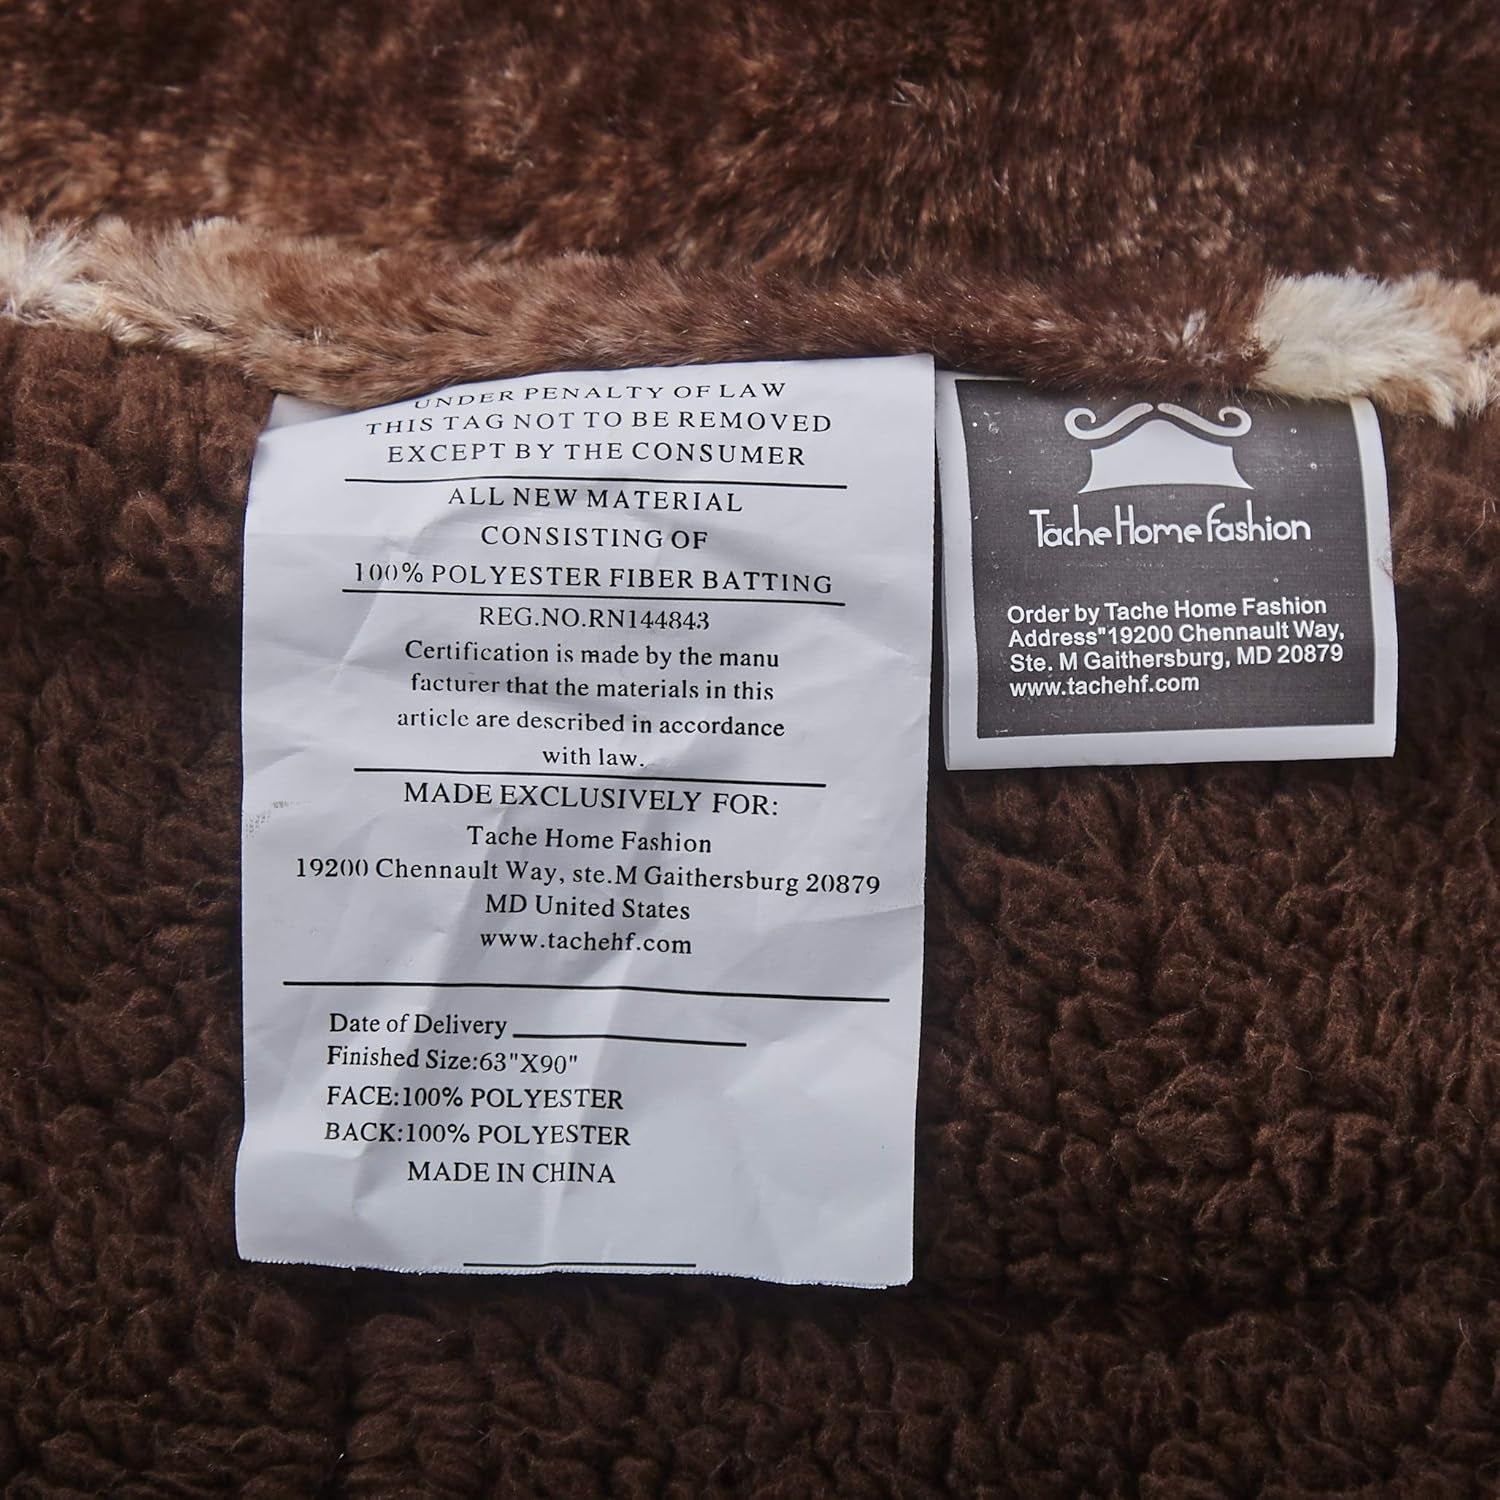 UNDER PENALTY OF LAW
THIS TAG NOT TO BE REMOVED
EXCEPT BY THE CONSUMER
ALL NEW MATERIAL
CONSISTING OF
100% POLYESTER FIBER BATTING
REG.NO.RN144843
Certification is made by the manu
facturer that the materials in this
article are described in accordance
with law.
MADE EXCLUSIVELY FOR:
Tache Home Fashion
19200 Chennault Way, ste.M Gaithersburg 20879
MD United States
www.tachehf.com
Date of Delivery
Finished Size:63"X90"
FACE:100% POLYESTER
BACK:100% POLYESTER
MADE IN CHINA
Tache Home Fashion
Order by Tache Home Fashion
Address"19200 Chennault Way,
Ste. M Gaithersburg, MD 20879
www.tachehf.com